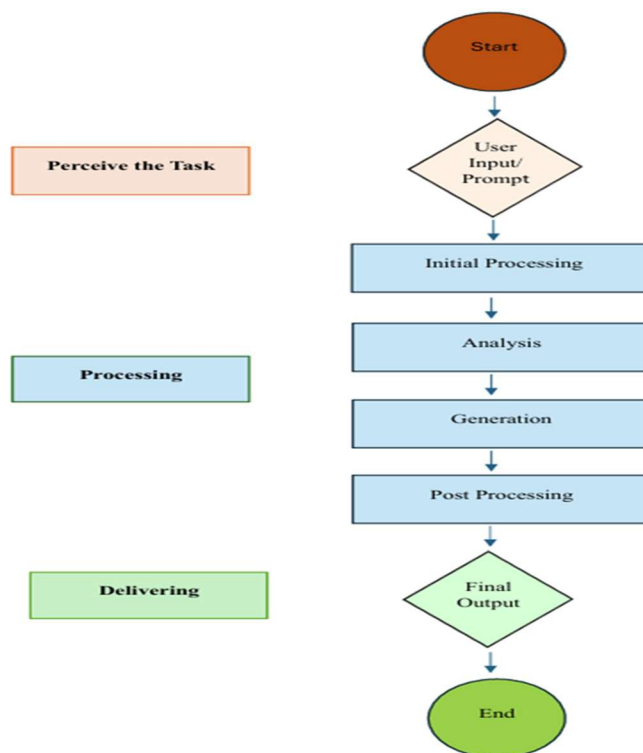 Start
Perceive the Task
User
Input/
Prompt
Initial Processing
Analysis
Processing
Generation
Post Processing
Delivering
Final
Output
End